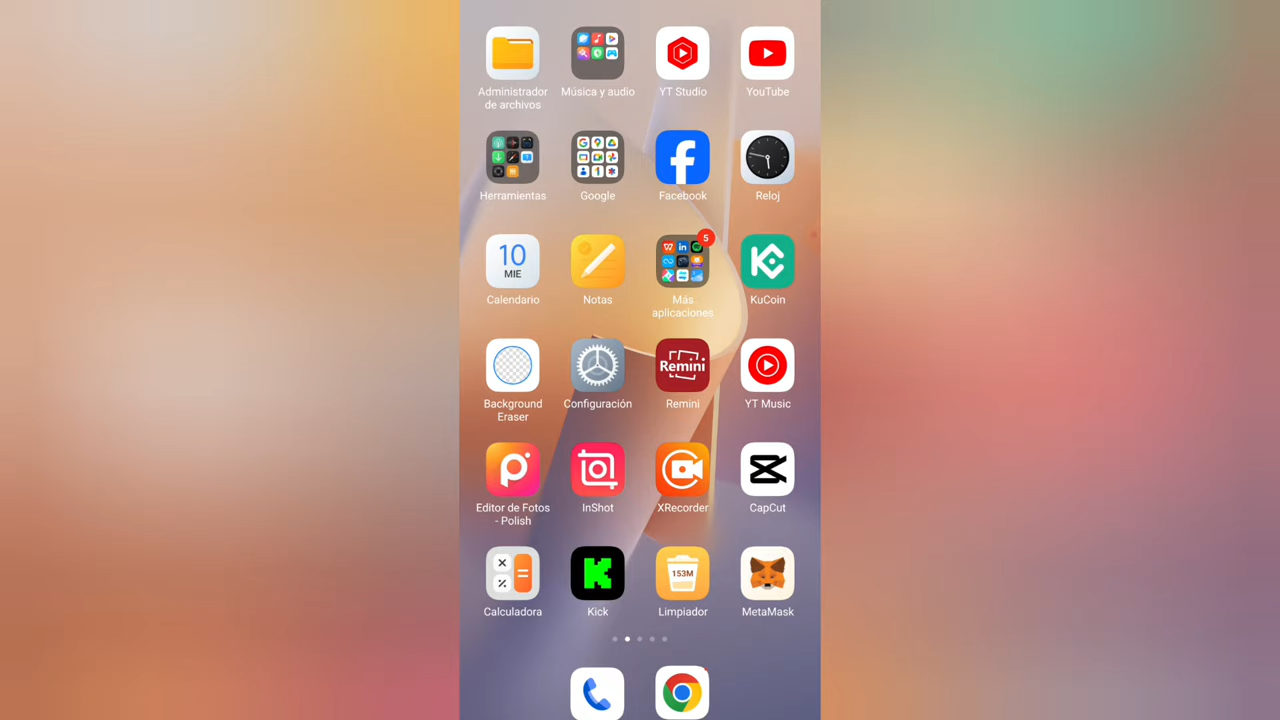 Administrador
de archivos
Música y audio
YT Studio
YouTube
Herramientas
Google
Facebook
Reloj
10
MIE
Calendario
Notas
5
Más
aplicaciones
KuCoin
Background
Eraser
Configuración
Remini
Remini
YT Music
Editor de Fotos
- Polish
InShot
XRecorder
CapCut
Calculadora
Kick
153M
Limpiador
MetaMask